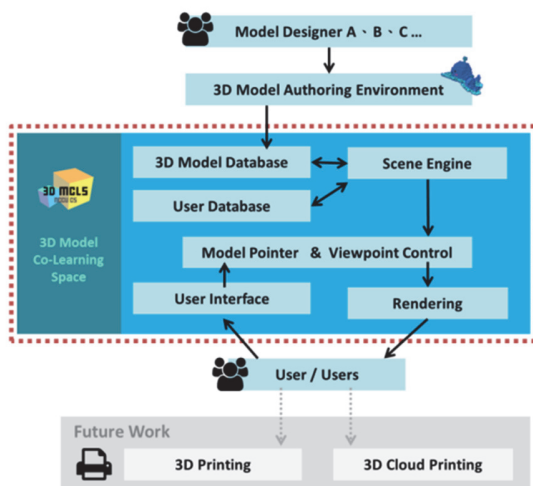 Model Designer A、B、C ...
3D Model Authoring Environment
3D Model Database
Scene Engine
User Database
3D MCLS
3D Model
Co-Learning
Space
Model Pointer & Viewpoint Control
User Interface
Rendering
User / Users
Future Work
3D Printing
3D Cloud Printing